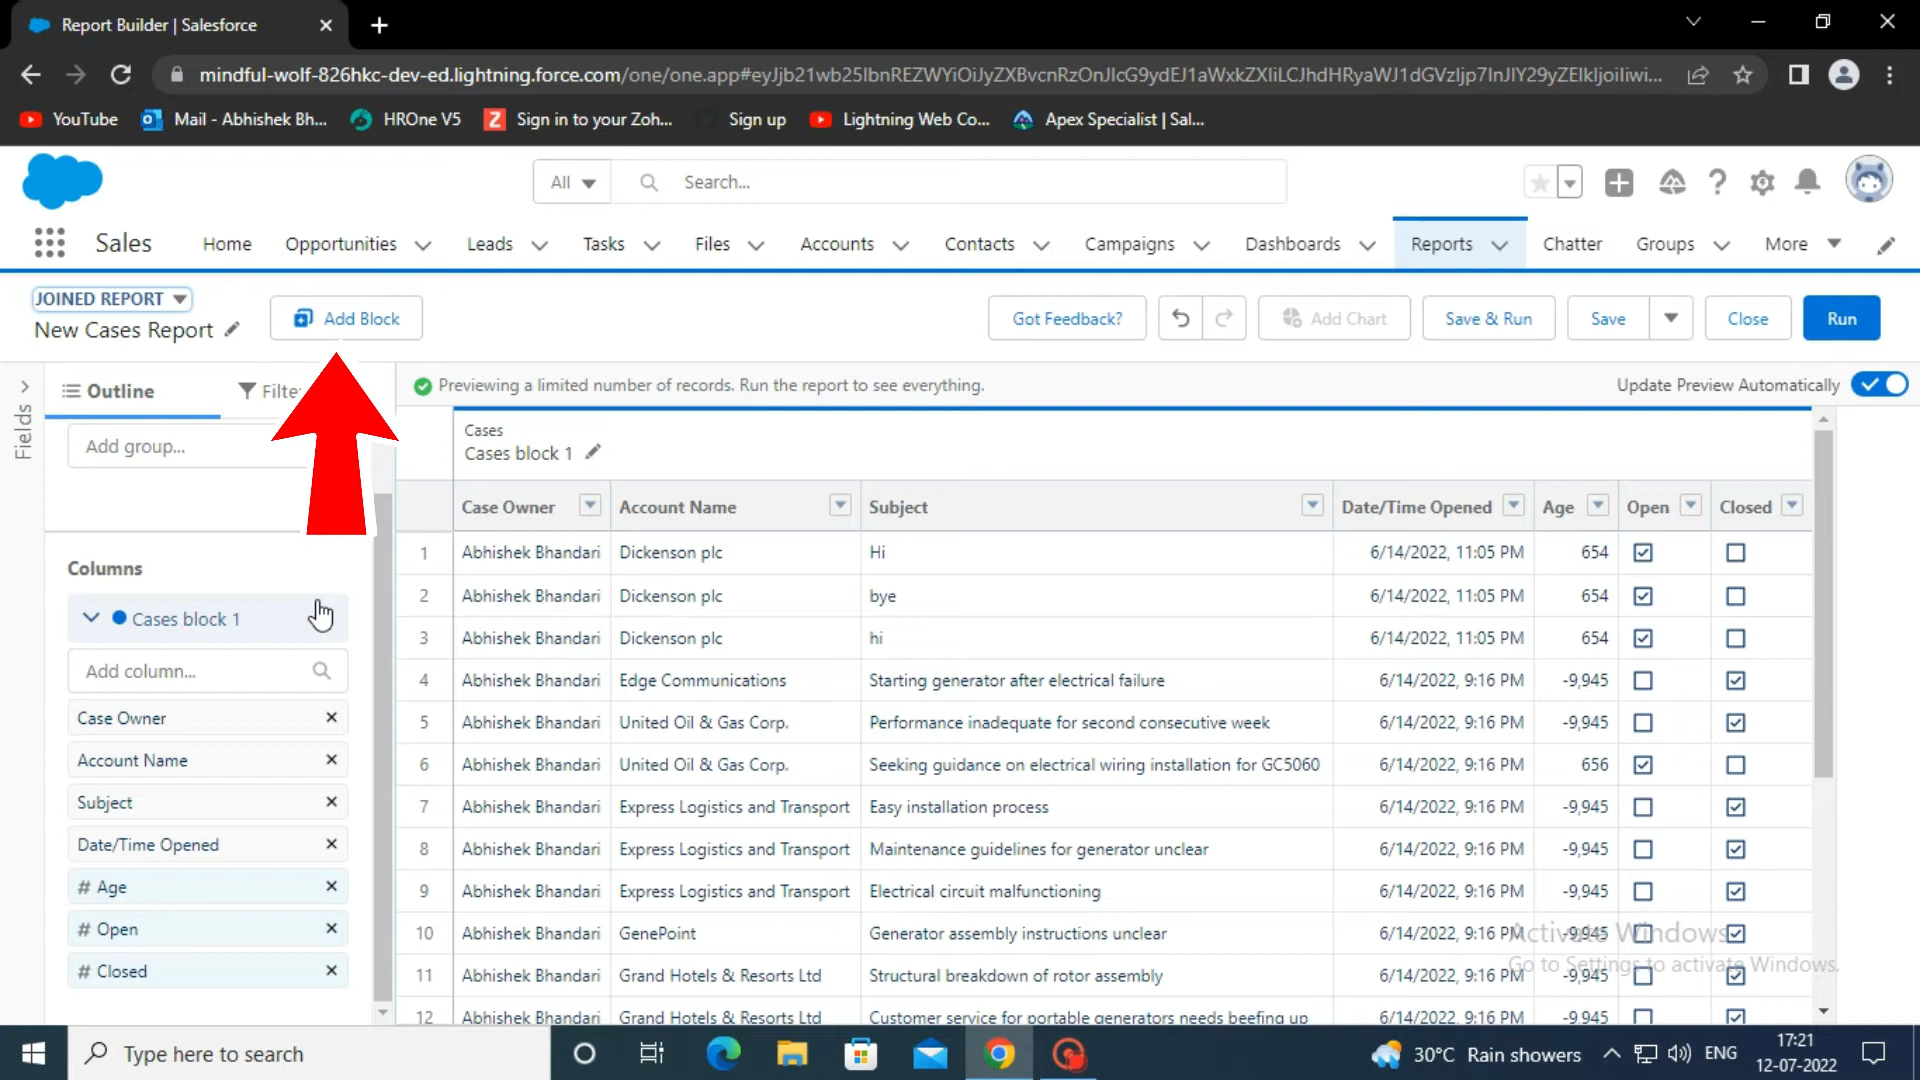 Report Builder | Salesforce
mindful-wolf-826hkc-dev-ed.lightning.force.com
YouTube Mail - Abhishek Bh... HROne V5 Sign in to your Zoh... Sign up Lightning Web Co... Apex Specialist | Sal...
All Search...
Sales Home Opportunities Leads Tasks Files Accounts Contacts Campaigns Dashboards Reports Chatter Groups More
JOINED REPORT
New Cases Report
Add Block Got Feedback? Add Chart Save & Run Save Close Run
Fields
Outline
Previewing a limited number of records. Run the report to see everything. Update Preview Automatically
Add group...
Columns
Cases block 1
Add column...
Case Owner
Account Name
Subject
Date/Time Opened
# Age
# Open
# Closed
Cases
Cases block 1
Case Owner Account Name Subject Date/Time Opened Age Open Closed
1 Abhishek Bhandari Dickenson plc Hi 6/14/2022, 11:05 PM 654
2 Abhishek Bhandari Dickenson plc bye 6/14/2022, 11:05 PM 654
3 Abhishek Bhandari Dickenson plc hi 6/14/2022, 11:05 PM 654
4 Abhishek Bhandari Edge Communications Starting generator after electrical failure 6/14/2022, 9:16 PM -9,945
5 Abhishek Bhandari United Oil & Gas Corp. Performance inadequate for second consecutive week 6/14/2022, 9:16 PM -9,945
6 Abhishek Bhandari United Oil & Gas Corp. Seeking guidance on electrical wiring installation for GC5060 6/14/2022, 9:16 PM 656
7 Abhishek Bhandari Express Logistics and Transport Easy installation process 6/14/2022, 9:16 PM -9,945
8 Abhishek Bhandari Express Logistics and Transport Maintenance guidelines for generator unclear 6/14/2022, 9:16 PM -9,945
9 Abhishek Bhandari Express Logistics and Transport Electrical circuit malfunctioning 6/14/2022, 9:16 PM -9,945
10 Abhishek Bhandari GenePoint Generator assembly instructions unclear 6/14/2022, 9:16 PM -9,945
11 Abhishek Bhandari Grand Hotels & Resorts Ltd Structural breakdown of rotor assembly 6/14/2022, 9:16 PM -9,945
12 Abhishek Bhandari Grand Hotels & Resorts Ltd Customer service for portable generators needs beefing up 6/14/2022, 9:16 PM -9,945
Activate Windows
Go to Settings to activate Windows.
Type here to search 30°C Rain showers ENG 17:21
12-07-2022